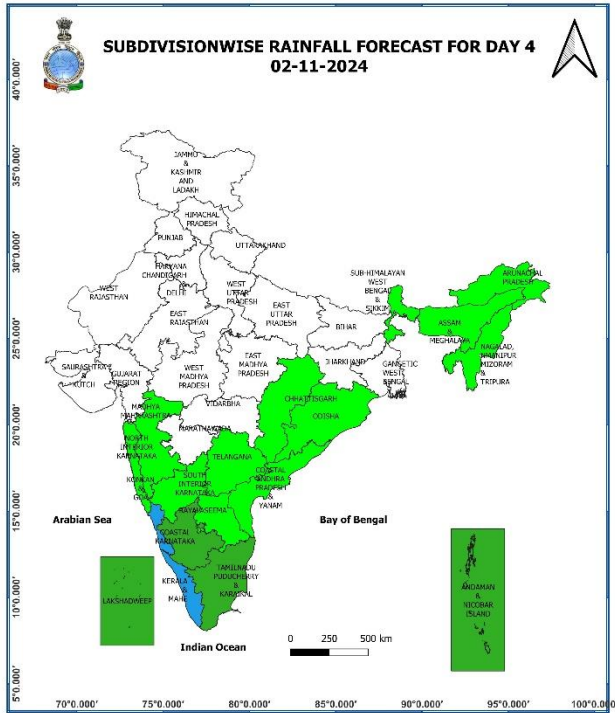 SUBDIVISIONWISE RAINFALL FORECAST FOR DAY 4
02-11-2024
40°0.000'
35°0.000'
30°0.000'
25°0.000'
20°0.000'
15°0.000'
10°0.000'
5°0.000'
JAMMO
&
KASHMIR
AND
LADAKH
HIMACHAL
PRADESH
PUNJAB
UTTARAKHAND
HARYANA
CHANDIGARH
DELHI
WEST
RAJASTHAN
WEST
UTTAR
PRADESH
EAST
RAJASTHAN
EAST
UTTAR
PRADESH
SUB-HIMALAYAN
WEST
BENGAL
&
SIKKIM
ARUNACHAL
PRADESH
ASSAM
&
MEGHALAYA
NAGALAD,
MANIPUR
MIZORAM
&
TRIPURA
BIHAR
JHARKHAND
GANGETIC
WEST
BENGAL
SAURASHTRA
&
KUTCH
GUJARAT
REGION
WEST
MADHYA
PRADESH
EAST
MADHYA
PRADESH
CHHATTISGARH
ODISHA
VIDARBHA
MADHYA
MAHARASHTRA
MARATHAWADA
NORTH
INTERIOR
KARNATAKA
TELANGANA
KONKAN
&
GOA
SOUTH
INTERIOR
KARNATAKA
COASTAL
ANDHRA
PRADESH
&
YANAM
RAYALASEEMA
COASTAL
KARNATAKA
TAMILNADU
PUDUCHERRY
&
KARAIKAL
KERALA
&
MAHE
LAKSHADWEEP
ANDAMAN
&
NICOBAR
ISLAND
Arabian Sea
Bay of Bengal
Indian Ocean
0 250 500 km
70°0.000' 75°0.000' 80°0.000' 85°0.000' 90°0.000' 95°0.000' 100°0.00